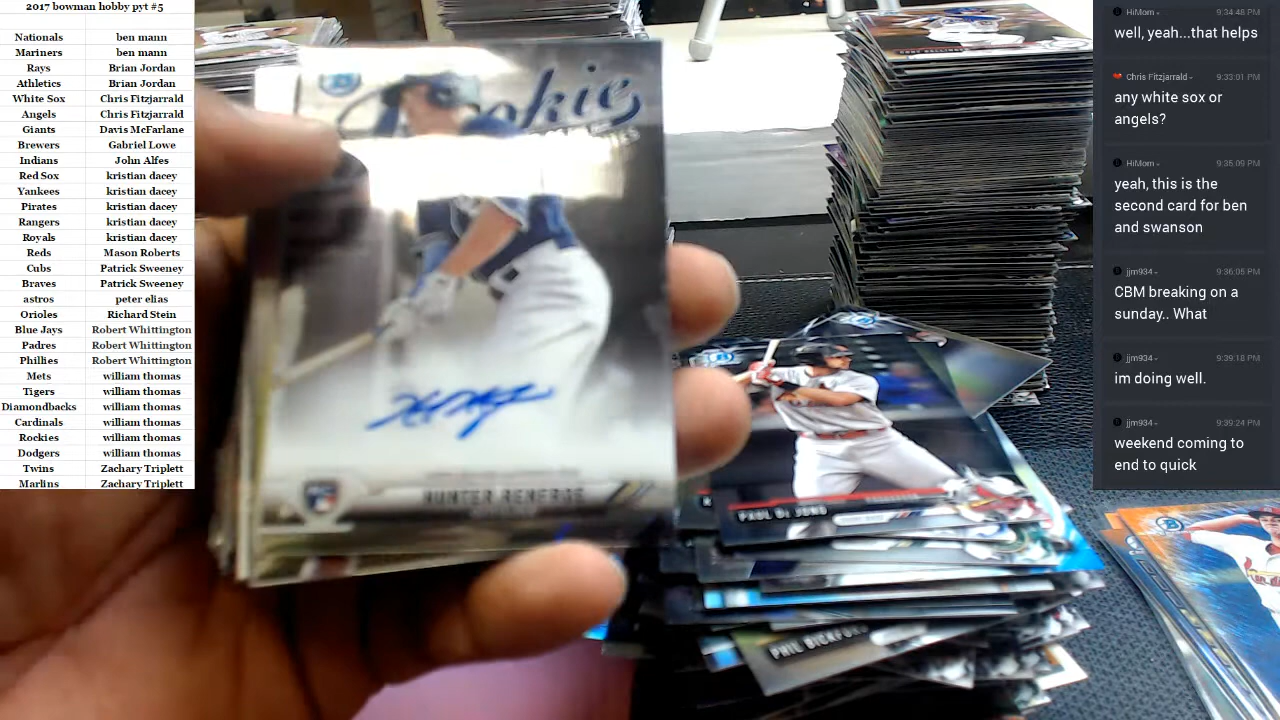 2017 bowman hobby pyt #5
Nationals ben mann
Mariners ben mann
Rays Brian Jordan
Athletics Brian Jordan
White Sox Chris Fitzjarrald
Angels Chris Fitzjarrald
Giants Davis McFarlane
Brewers Gabriel Lowe
Indians John Alfes
Red Sox kristian dacey
Yankees kristian dacey
Pirates kristian dacey
Rangers kristian dacey
Royals kristian dacey
Reds Mason Roberts
Cubs Patrick Sweeney
Braves Patrick Sweeney
astros peter elias
Orioles Richard Stein
Blue Jays Robert Whittington
Padres Robert Whittington
Phillies Robert Whittington
Mets william thomas
Tigers william thomas
Diamondbacks william thomas
Cardinals william thomas
Rockies william thomas
Dodgers william thomas
Twins Zachary Triplett
Marlins Zachary Triplett
HUNTER RENFROE
PAUL DE JONG
PHIL BICKFORD
HiMom 9:34:48 PM
well, yeah...that helps
Chris Fitzjarrald 9:33:01 PM
any white sox or
angels?
HiMom 9:35:09 PM
yeah, this is the
second card for ben
and swanson
jjm934 9:36:05 PM
CBM breaking on a
sunday.. What
jjm934 9:39:18 PM
im doing well.
jjm934 9:39:24 PM
weekend coming to
end to quick